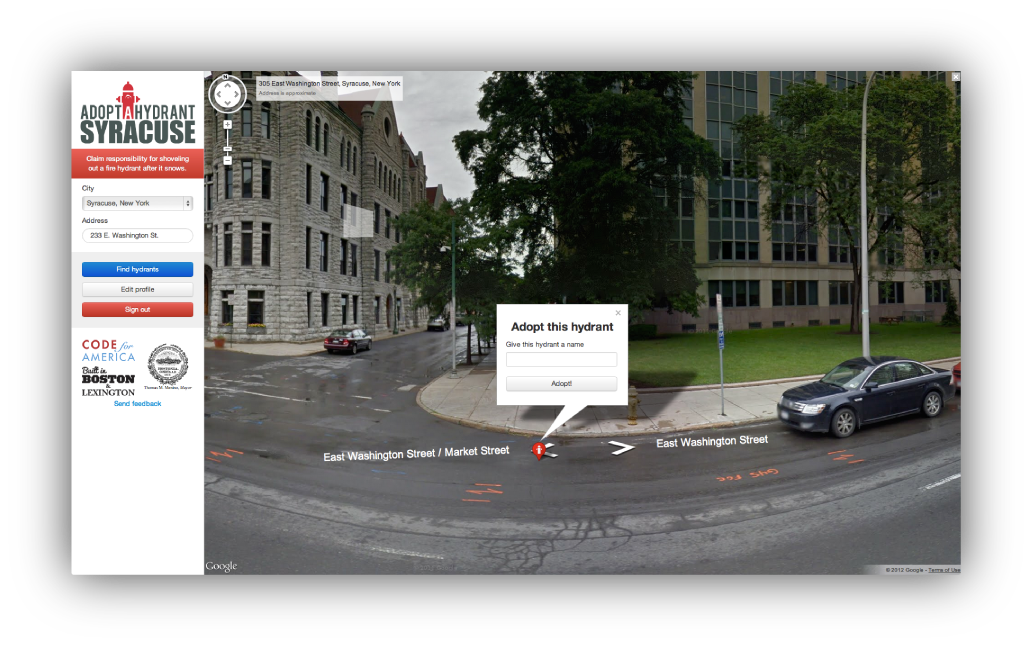 ADOPT A HYDRANT
SYRACUSE
Claim responsibility for shoveling
out a fire hydrant after it snows.
City
Syracuse, New York
Address
233 E. Washington St.
Find hydrants
Edit profile
Sign out
CODE for
AMERICA
Built in
BOSTON
&
LEXINGTON
Thomas M. Menino, Mayor
Send feedback
N
305 East Washington Street, Syracuse, New York
Address is approximate
Adopt this hydrant
Give this hydrant a name
Adopt!
East Washington Street / Market Street
East Washington Street
Google
© 2012 Google - Terms of Use